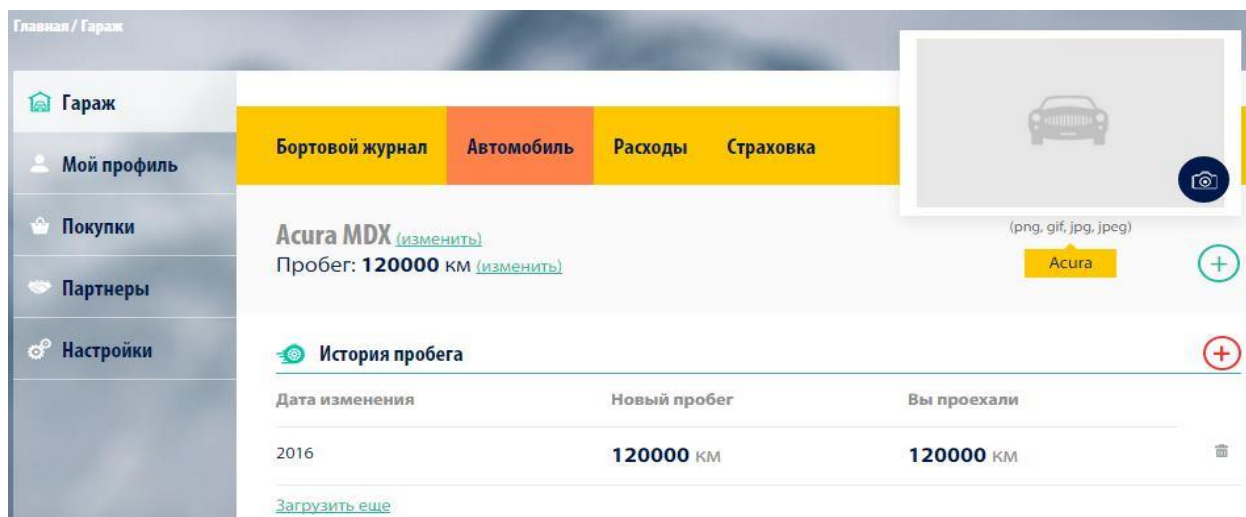 Главная / Гараж
Гараж
Мой профиль
Покупки
Партнеры
Настройки
Бортовой журнал Автомобиль Расходы Страховка
(png, gif, jpg, jpeg)
Acura
Acura MDX (изменить)
Пробег: 120000 км (изменить)
История пробега
Дата изменения Новый пробег Вы проехали
2016 120000 км 120000 км
Загрузить еще